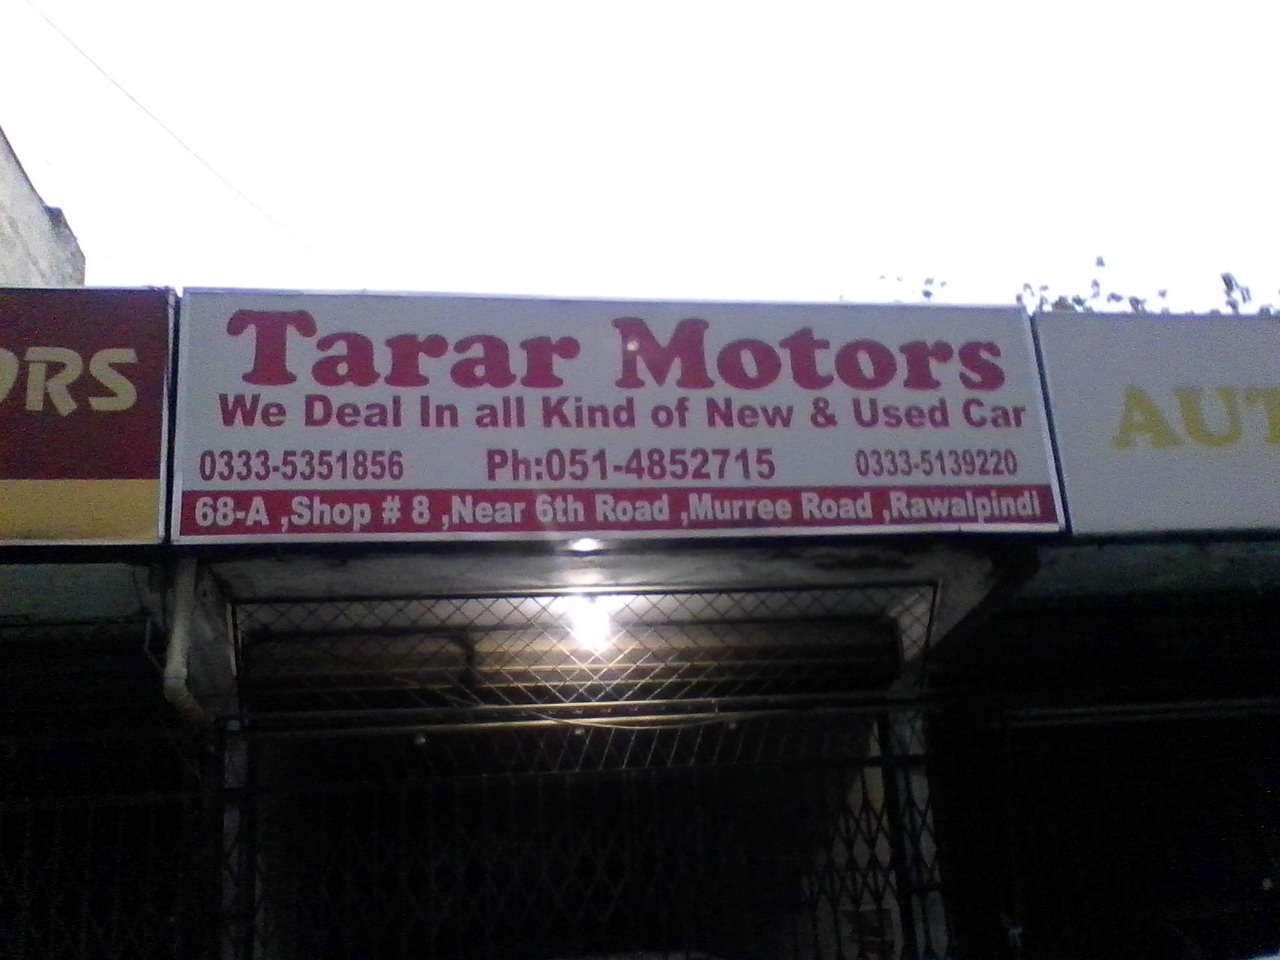 ORS
Tarar Motors
We Deal In all Kind of New & Used Car
0333-5351856 Ph:051-4852715 0333-5139220
68-A ,Shop # 8 ,Near 6th Road ,Murree Road ,Rawalpindi
AUT